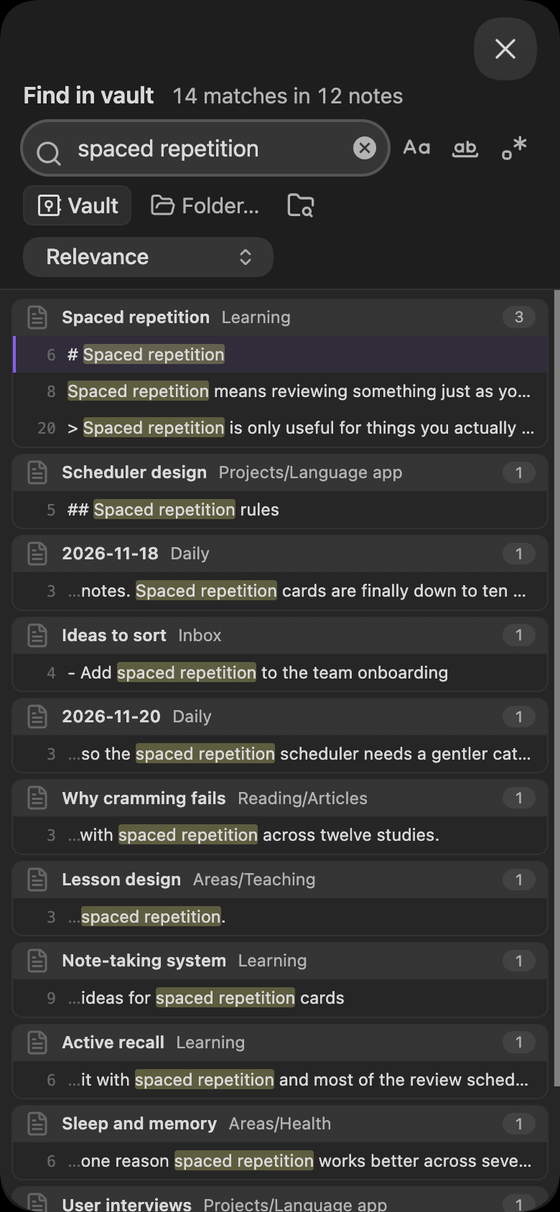 Find in vault 14 matches in 12 notes
spaced repetition Aa ab .*
Vault Folder...
Relevance
Spaced repetition Learning 3
6 # Spaced repetition
8 Spaced repetition means reviewing something just as yo...
20 > Spaced repetition is only useful for things you actually ...
Scheduler design Projects/Language app 1
5 ## Spaced repetition rules
2026-11-18 Daily 1
3 ...notes. Spaced repetition cards are finally down to ten ...
Ideas to sort Inbox 1
4 - Add spaced repetition to the team onboarding
2026-11-20 Daily 1
3 ...so the spaced repetition scheduler needs a gentler cat...
Why cramming fails Reading/Articles 1
3 ...with spaced repetition across twelve studies.
Lesson design Areas/Teaching 1
3 ...spaced repetition.
Note-taking system Learning 1
9 ...ideas for spaced repetition cards
Active recall Learning 1
6 ...it with spaced repetition and most of the review sched...
Sleep and memory Areas/Health 1
6 ...one reason spaced repetition works better across seve...
User interviews Projects/Language app 1